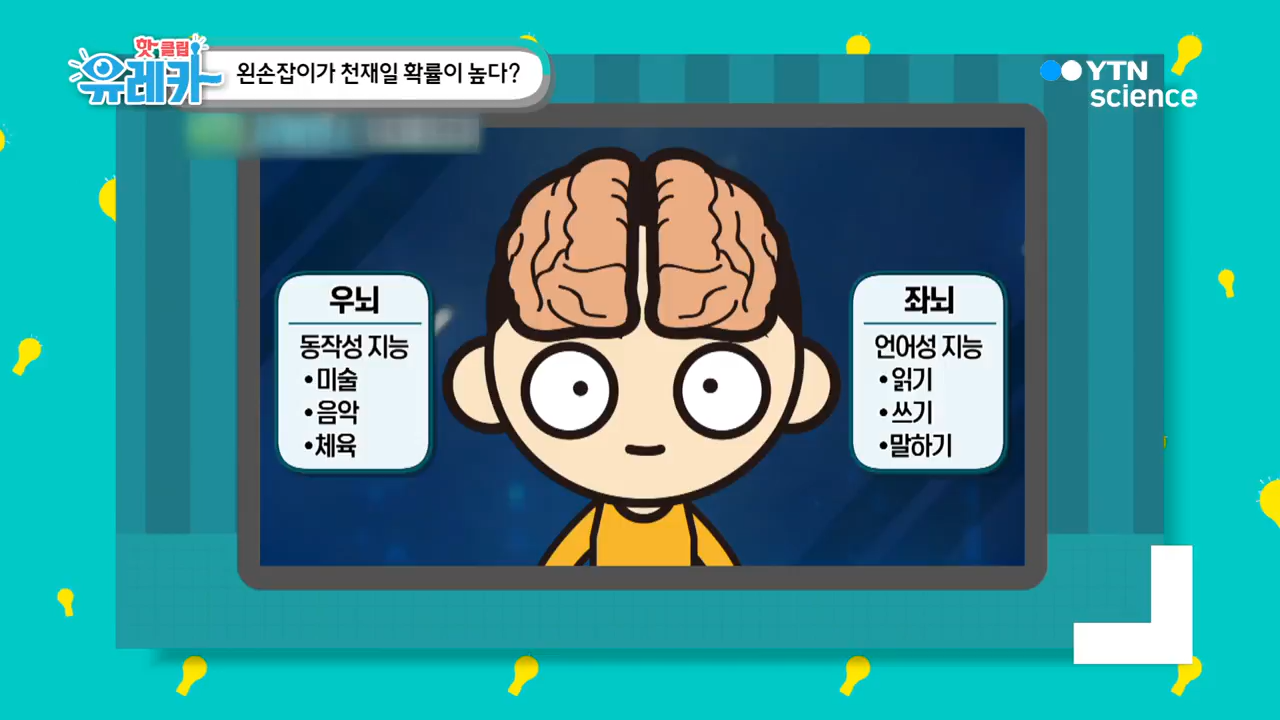 핫클립
유레카
왼손잡이가 천재일 확률이 높다?
YTN
science
우뇌
동작성 지능
•미술
•음악
•체육
좌뇌
언어성 지능
•읽기
•쓰기
•말하기